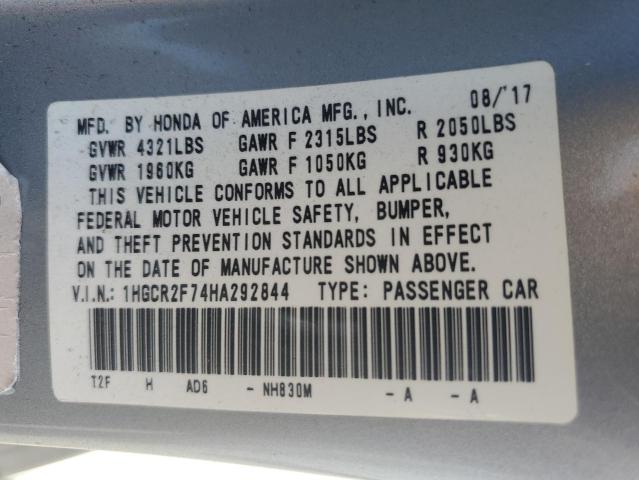 MFD. BY HONDA OF AMERICA MFG., INC. 08/'17
GVWR 4321LBS GAWR F 2315LBS R 2050LBS
GVWR 1960KG GAWR F 1050KG R 930KG
THIS VEHICLE CONFORMS TO ALL APPLICABLE
FEDERAL MOTOR VEHICLE SAFETY, BUMPER,
AND THEFT PREVENTION STANDARDS IN EFFECT
ON THE DATE OF MANUFACTURE SHOWN ABOVE.
V.I.N.: 1HGCR2F74HA292844 TYPE: PASSENGER CAR
T2F H AD6 - NH830M - A - A